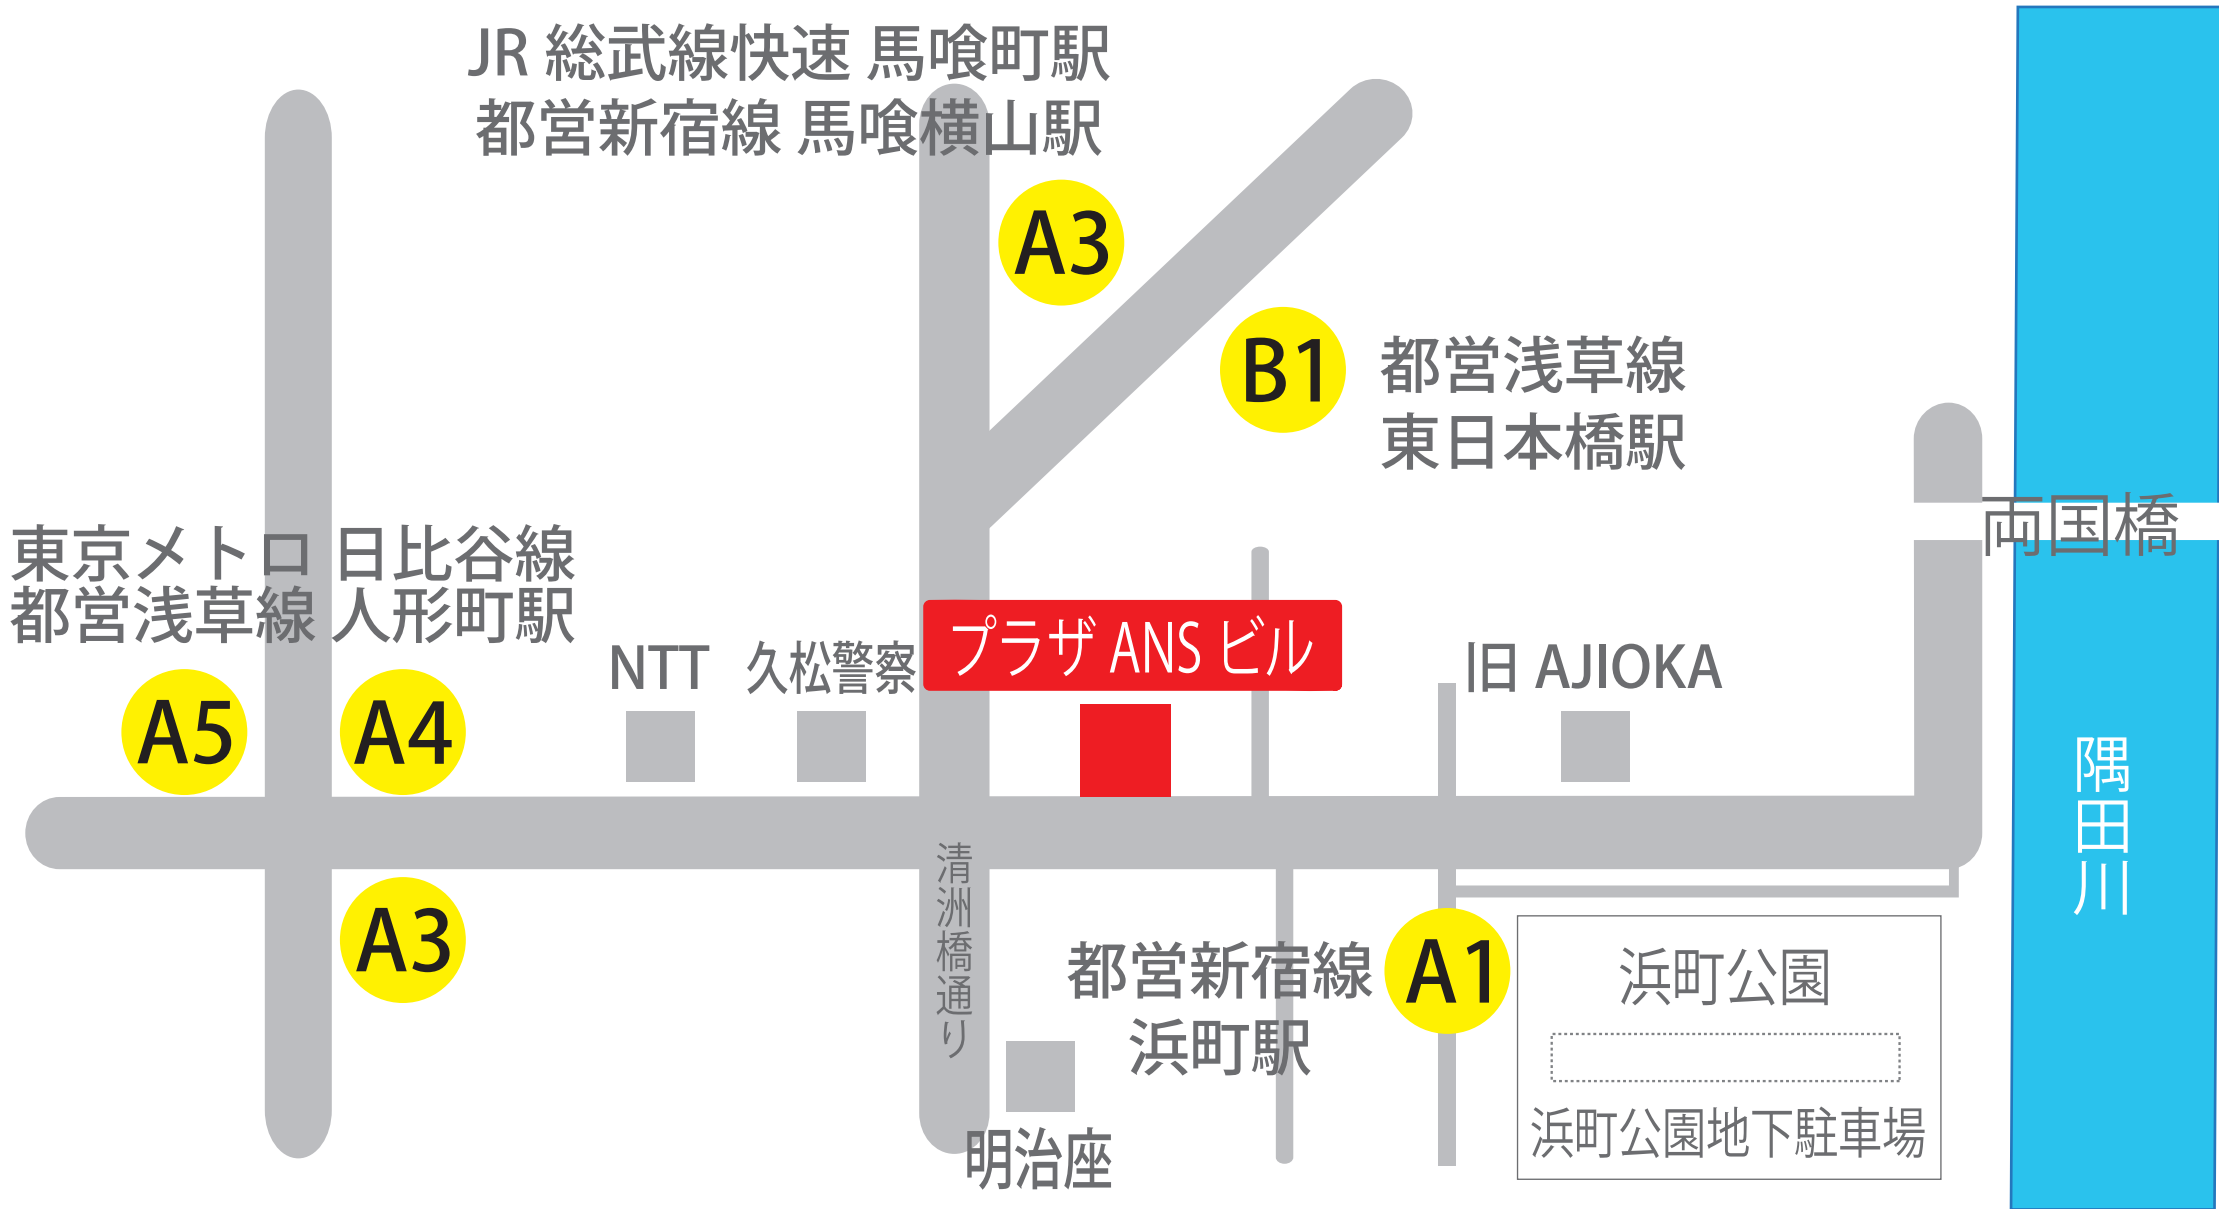 JR 総武線快速 馬喰町駅
都営新宿線 馬喰横山駅
A3
B1
都営浅草線
東日本橋駅
両国橋
東京メトロ 日比谷線
都営浅草線 人形町駅
A5
A4
NTT
久松警察
プラザ ANS ビル
旧 AJIOKA
隅田川
A3
清洲橋通り
都営新宿線
浜町駅
A1
浜町公園
浜町公園地下駐車場
明治座